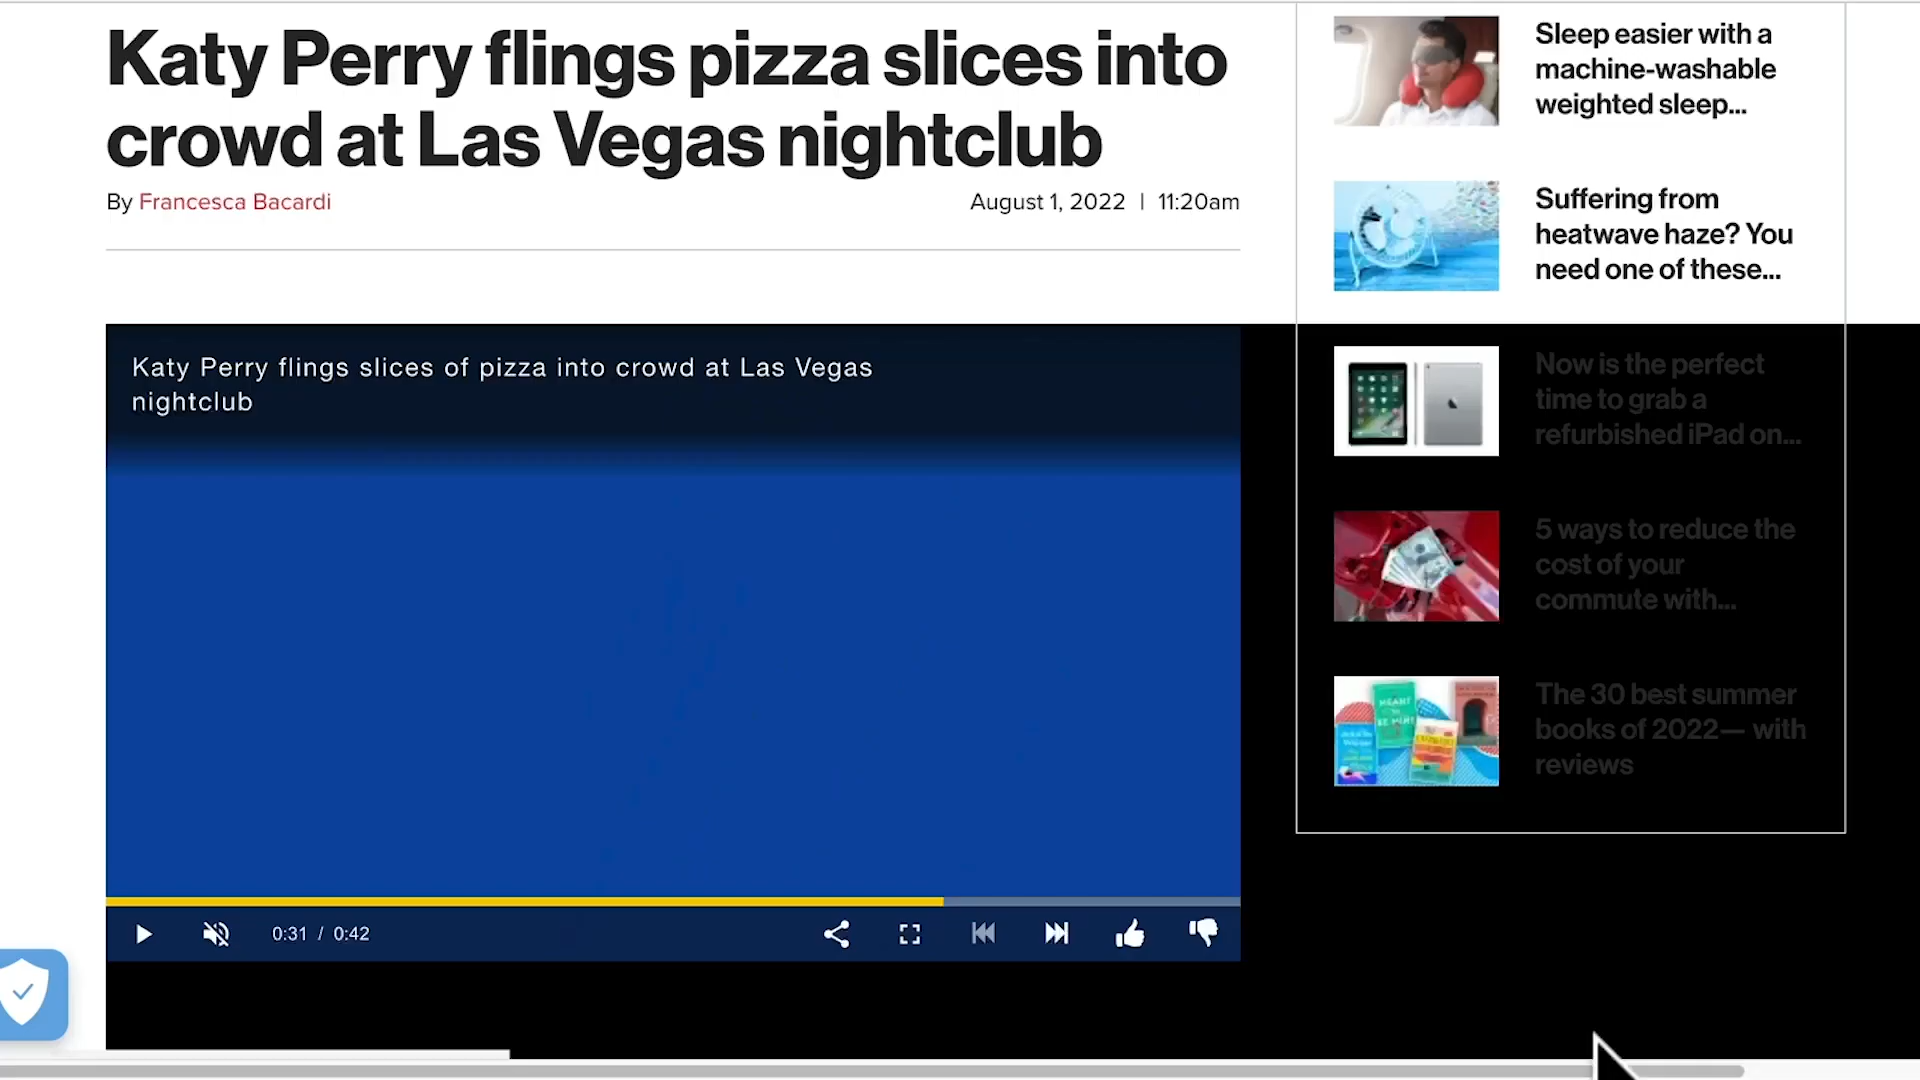 Katy Perry flings pizza slices into
crowd at Las Vegas nightclub
By Francesca Bacardi
August 1, 2022 | 11:20am
Katy Perry flings slices of pizza into crowd at Las Vegas
nightclub
0:31 / 0:42
Sleep easier with a
machine-washable
weighted sleep...
Suffering from
heatwave haze? You
need one of these...
Now is the perfect
time to grab a
refurbished iPad on...
5 ways to reduce the
cost of your
commute with...
The 30 best summer
books of 2022— with
reviews